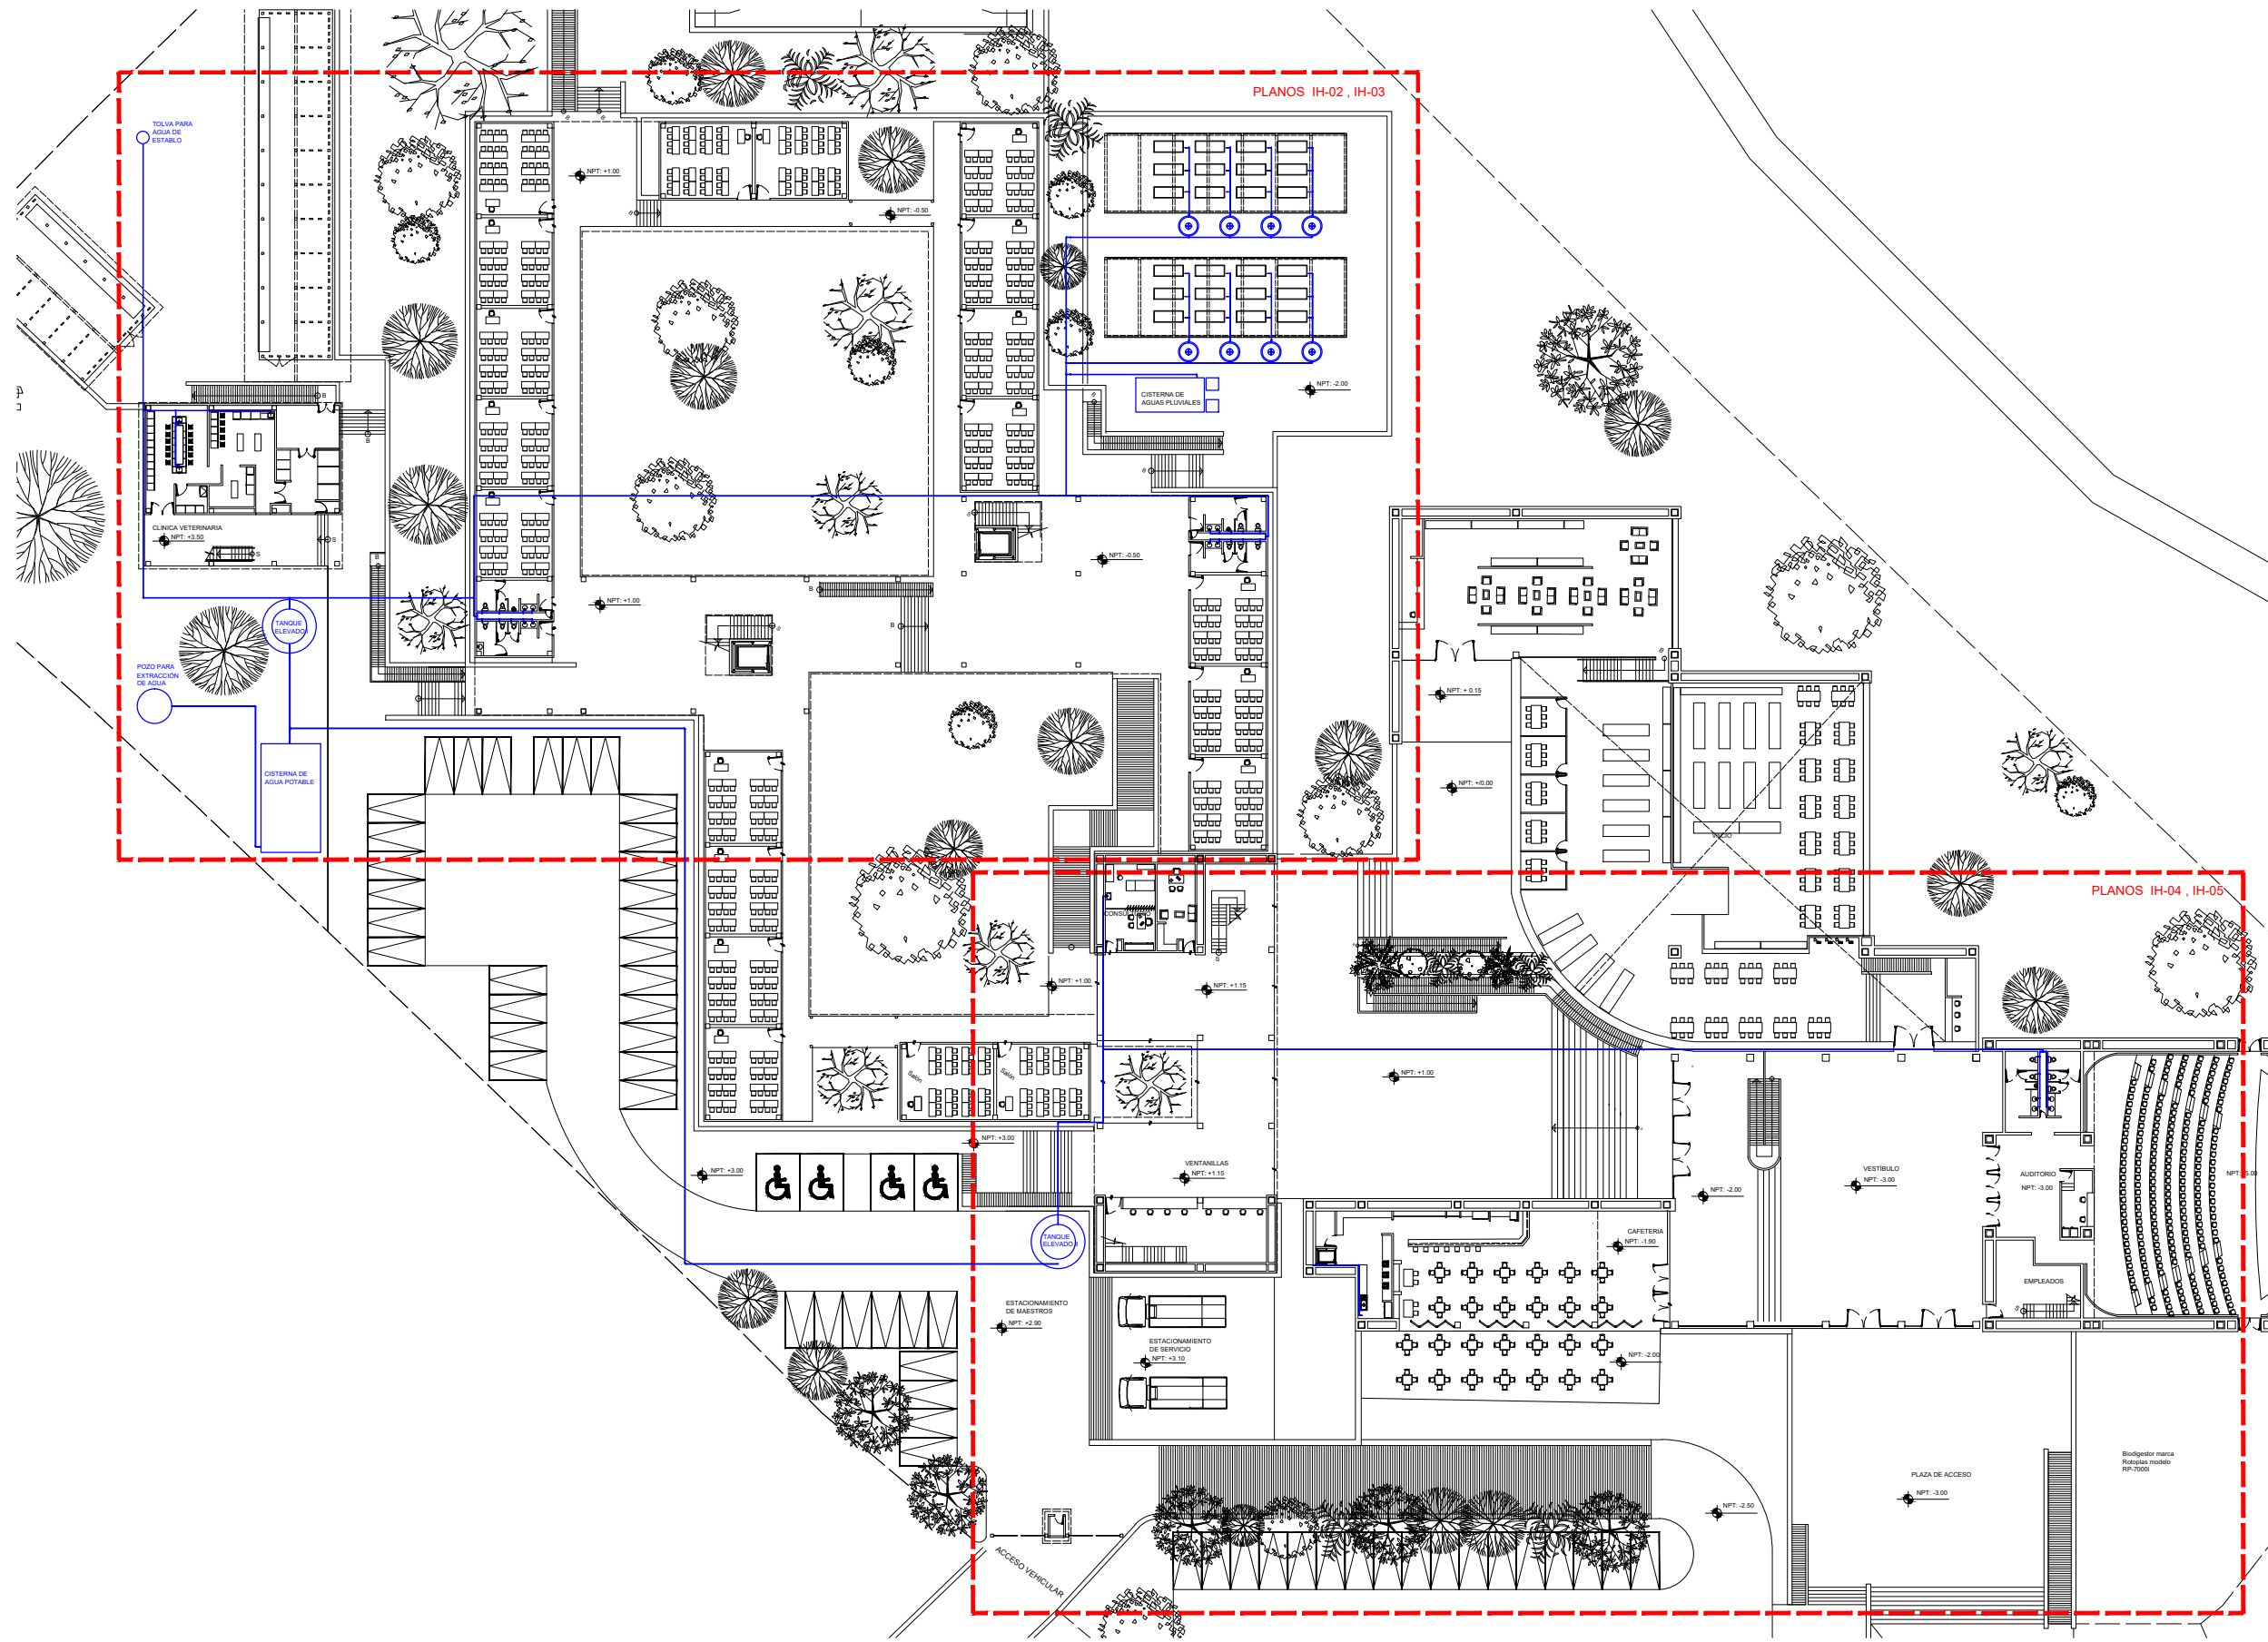 PLANOS  IH-02 , IH-03
TOLVA PARA
AGUA DE
ESTABLO
NPT: +1.00
NPT: -0.50
CISTERNA DE
AGUAS PLUVIALES
NPT: -2.00
B
B
CLINICA VETERINARIA
NPT: +3.50
S
S
B
NPT: -0.50
B
NPT: +1.00
B
TANQUE
ELEVADO
POZO PARA
EXTRACCIÓN
DE AGUA
NPT: + 0.15
CISTERNA DE
AGUA POTABLE
NPT: +/0.00
VACIO
PLANOS  IH-04 , IH-05
CONSULTORIO
NPT: +1.00
NPT: +1.15
Salón
Salón
NPT: +1.00
NPT: +3.00
NPT: +3.00
VENTANILLAS
NPT: +1.15
VESTÍBULO
NPT: -3.00
AUDITORIO
NPT: -3.00
NPT: -2.00
TANQUE
ELEVADO
CAFETERIA
NPT: -1.90
EMPLEADOS
ESTACIONAMIENTO
DE MAESTROS
NPT: +2.90
ESTACIONAMIENTO
DE SERVICIO
NPT: +3.10
NPT: -2.00
Biodigestor marca
Rotoplas modelo
RP-7000l
PLAZA DE ACCESO
NPT: -3.00
NPT: -2.50
ACCESO VEHICULAR